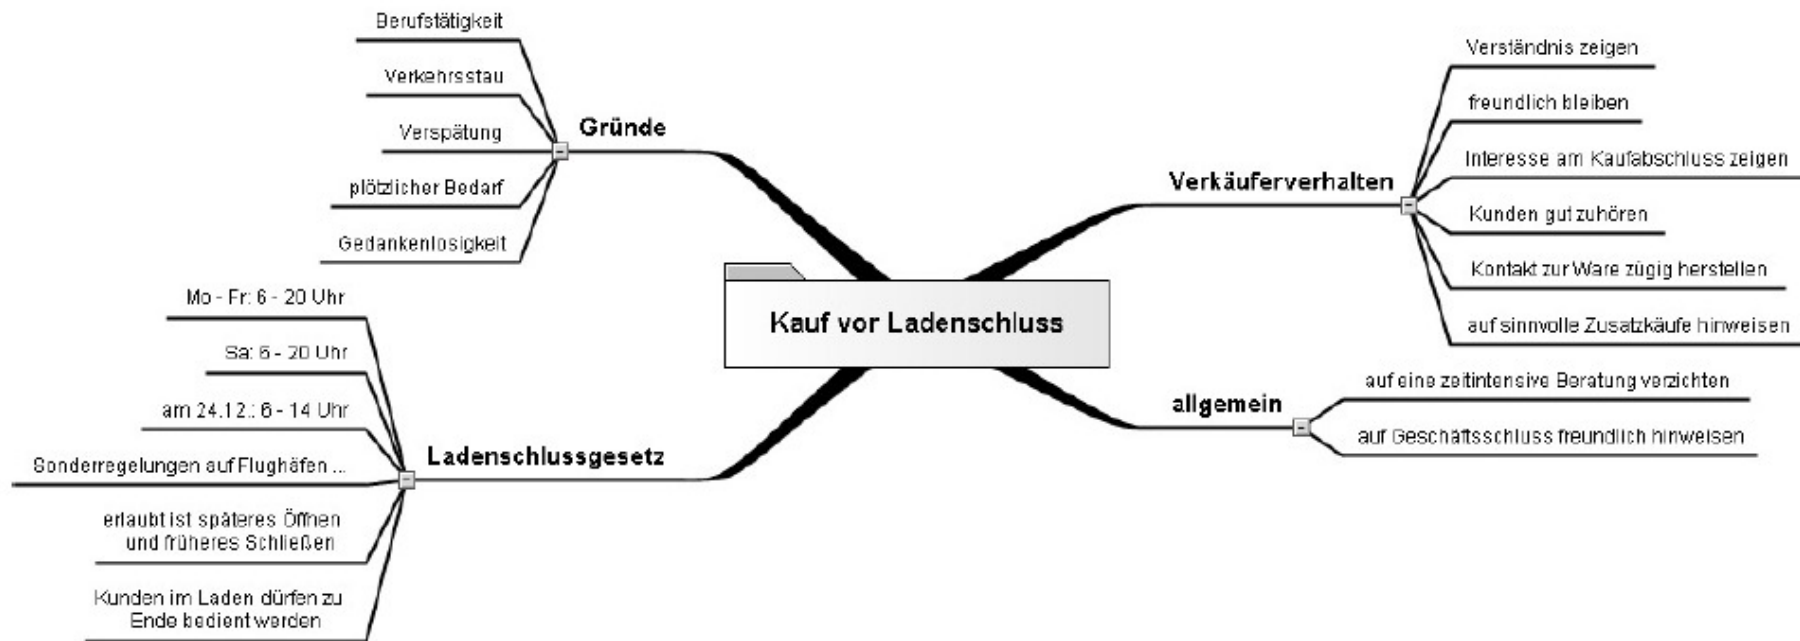 Kauf vor Ladenschluss
Gründe
Berufstätigkeit
Verkehrsstau
Verspätung
plötzlicher Bedarf
Gedankenlosigkeit
Ladenschlussgesetz
Mo - Fr: 6 - 20 Uhr
Sa: 6 - 20 Uhr
am 24.12.: 6 - 14 Uhr
Sonderregelungen auf Flughäfen ...
erlaubt ist späteres Öffnen
und früheres Schließen
Kunden im Laden dürfen zu
Ende bedient werden
Verkäuferverhalten
Verständnis zeigen
freundlich bleiben
Interesse am Kaufabschluss zeigen
Kunden gut zuhören
Kontakt zur Ware zügig herstellen
auf sinnvolle Zusatzkäufe hinweisen
allgemein
auf eine zeitintensive Beratung verzichten
auf Geschäftsschluss freundlich hinweisen